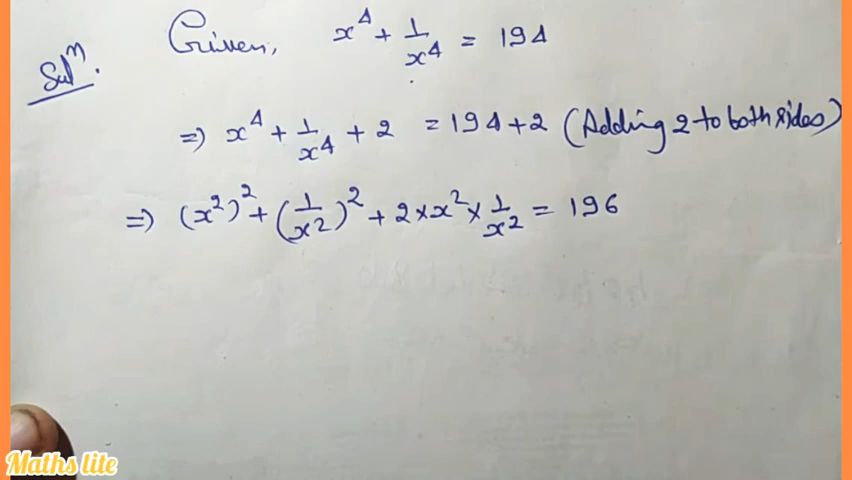 Given, x⁴ + 1/x⁴ = 194
Solⁿ.
⇒ x⁴ + 1/x⁴ + 2 = 194 + 2 (Adding 2 to both sides)
⇒ (x²)² + (1/x²)² + 2 × x² × 1/x² = 196
Maths lite